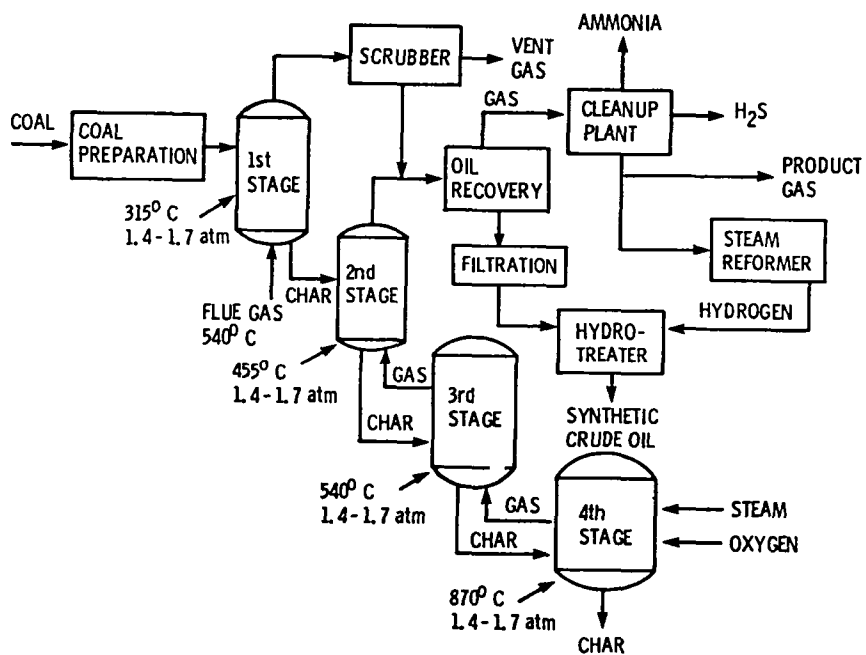 AMMONIA
SCRUBBER
VENT
GAS
GAS
CLEANUP
PLANT
H2S
COAL
COAL
PREPARATION
1st
STAGE
OIL
RECOVERY
PRODUCT
GAS
315° C
1.4-1.7 atm
STEAM
REFORMER
FLUE GAS
540° C
CHAR
2nd
STAGE
FILTRATION
HYDROGEN
HYDRO-
TREATER
455° C
1.4-1.7 atm
GAS
CHAR
3rd
STAGE
SYNTHETIC
CRUDE OIL
540° C
1.4-1.7 atm
GAS
CHAR
4th
STAGE
STEAM
OXYGEN
870° C
1.4-1.7 atm
CHAR